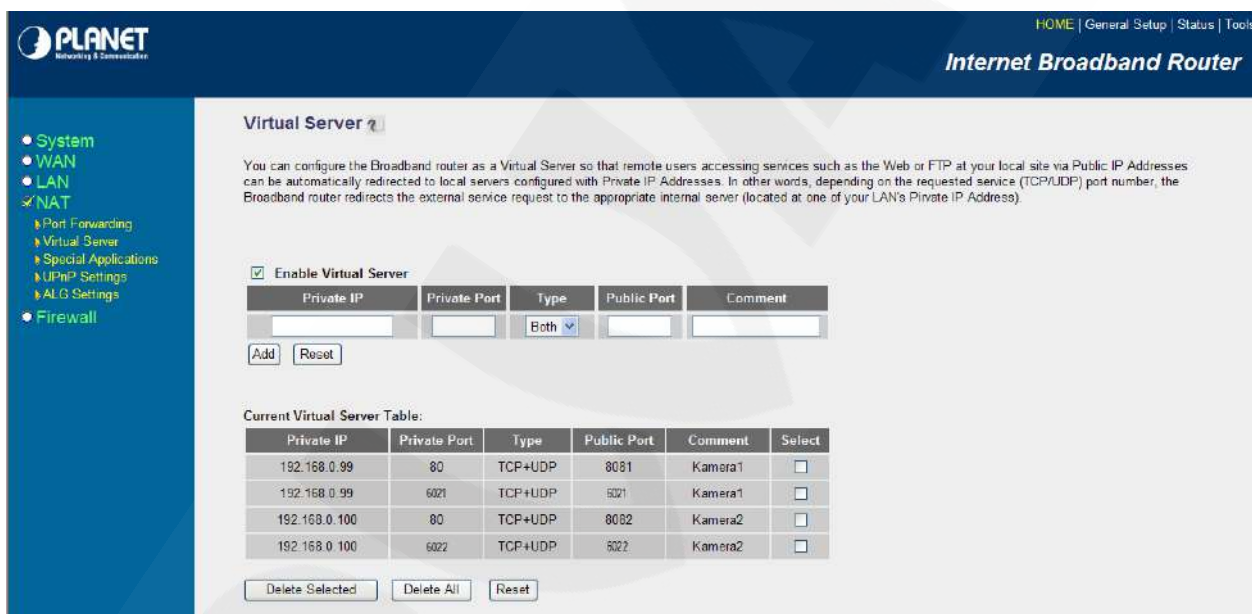 PLANET
Networking & Communication
HOME | General Setup | Status | Tools
Internet Broadband Router
System
WAN
LAN
NAT
Port Forwarding
Virtual Server
Special Applications
UPnP Settings
ALG Settings
Firewall
Virtual Server ?
You can configure the Broadband router as a Virtual Server so that remote users accessing services such as the Web or FTP at your local site via Public IP Addresses
can be automatically redirected to local servers configured with Private IP Addresses. In other words, depending on the requested service (TCP/UDP) port number, the
Broadband router redirects the external service request to the appropriate internal server (located at one of your LAN's Pirvate IP Address).
Enable Virtual Server
Private IP Private Port Type Public Port Comment
Both
Add Reset
Current Virtual Server Table:
Private IP Private Port Type Public Port Comment Select
192.168.0.99 80 TCP+UDP 8081 Kamera1
192.168.0.99 6021 TCP+UDP 6021 Kamera1
192.168.0.100 80 TCP+UDP 8082 Kamera2
192.168.0.100 6022 TCP+UDP 6022 Kamera2
Delete Selected Delete All Reset